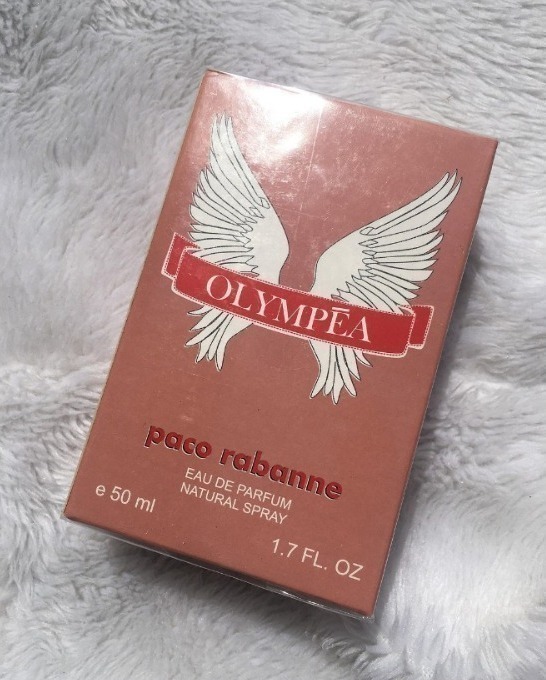 OLYMPĒA
paco rabanne
EAU DE PARFUM
NATURAL SPRAY
e 50 ml
1.7 FL. OZ